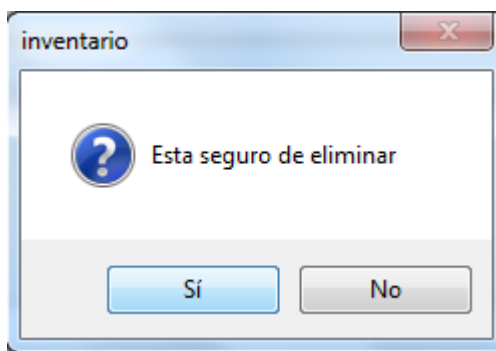 inventario
Esta seguro de eliminar
Sí
No